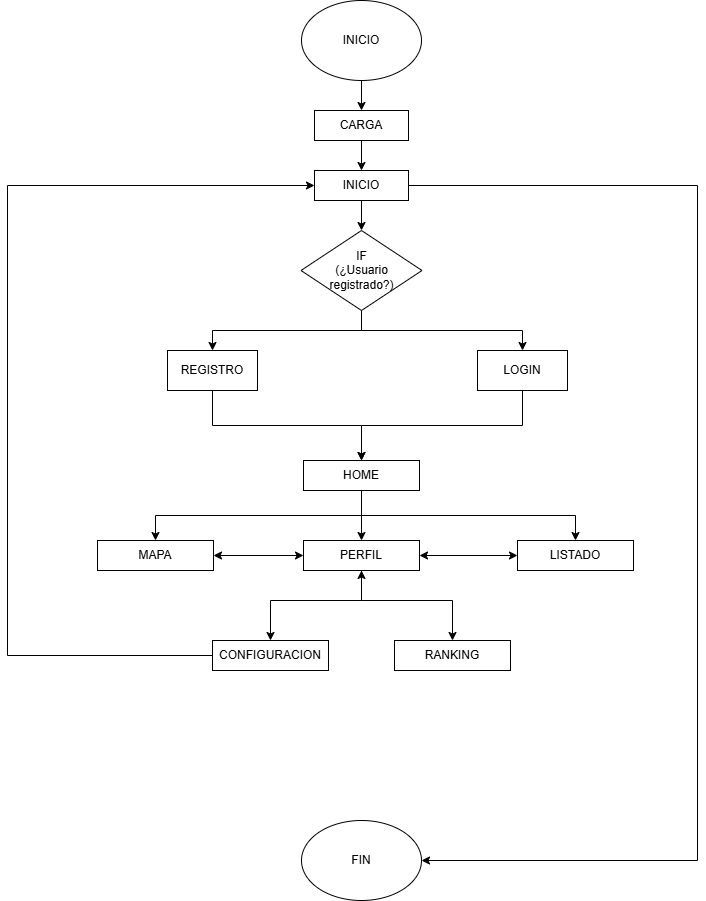 INICIO
CARGA
INICIO
IF
(¿Usuario
registrado?)
REGISTRO
LOGIN
HOME
MAPA
PERFIL
LISTADO
CONFIGURACION
RANKING
FIN